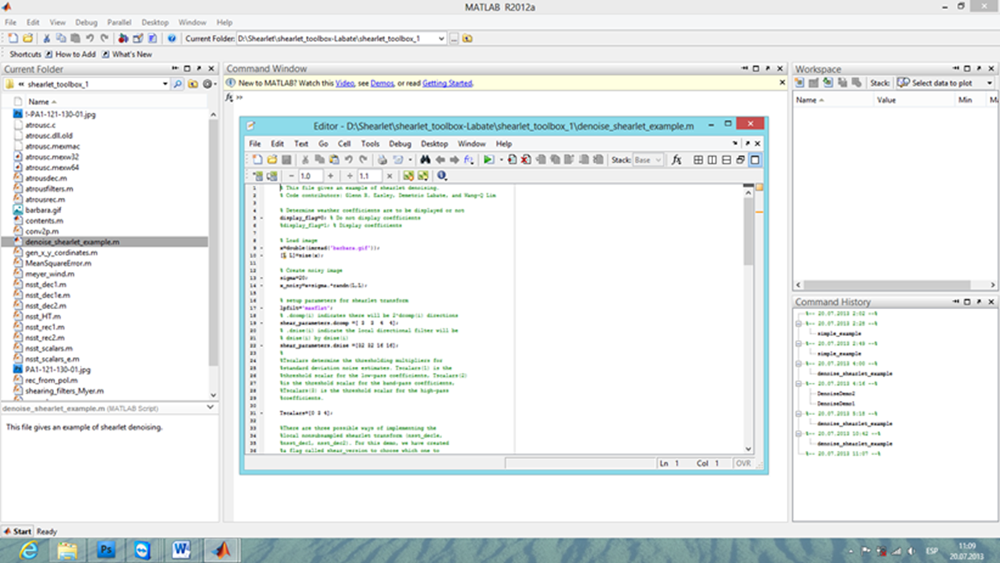 MATLAB R2012a
File Edit View Debug Parallel Desktop Window Help
Current Folder: D:\Shearlet\shearlet_toolbox-Labate\shearlet_toolbox_1
Shortcuts How to Add What's New
Current Folder
« shearlet_toolbox_1
Name
!-PA1-121-130-01.jpg
atrousc.c
atrousc.dll.old
atrousc.mexmac
atrousc.mexw32
atrousc.mexw64
atrousdec.m
atrousfilters.m
atrousrec.m
barbara.gif
contents.m
conv2p.m
denoise_shearlet_example.m
gen_x_y_cordinates.m
MeanSquareError.m
meyer_wind.m
nsst_dec1.m
nsst_dec1e.m
nsst_dec2.m
nsst_HT.m
nsst_rec1.m
nsst_rec2.m
nsst_scalars.m
nsst_scalars_e.m
PA1-121-130-01.jpg
rec_from_pol.m
shearing_filters_Myer.m
denoise_shearlet_example.m (MATLAB Script)
This file gives an example of shearlet denoising.
Command Window
New to MATLAB? Watch this Video, see Demos, or read Getting Started.
fx >>
Editor - D:\Shearlet\shearlet_toolbox-Labate\shearlet_toolbox_1\denoise_shearlet_example.m
File Edit Text Go Cell Tools Debug Desktop Window Help
Stack: Base fx
− 1.0 + ÷ 1.1 ×
1 % This file gives an example of shearlet denoising.
2 % Code contributors: Glenn R. Easley, Demetrio Labate, and Wang-Q Lim
3
4 % Determine weather coefficients are to be displayed or not
5 - display_flag=0; % Do not display coefficients
6 %display_flag=1; % Display coefficients
7
8 % Load image
9 - x=double(imread('barbara.gif'));
10 - [L L]=size(x);
11
12 % Create noisy image
13 - sigma=20;
14 - x_noisy=x+sigma.*randn(L,L);
15
16 % setup parameters for shearlet transform
17 - lpfilt='maxflat';
18 % .dcomp(i) indicates there will be 2^dcomp(i) directions
19 - shear_parameters.dcomp =[ 3 3 4 4];
20 % .dsize(i) indicate the local directional filter will be
21 % dsize(i) by dsize(i)
22 - shear_parameters.dsize =[32 32 16 16];
23 %
24 %Tscalars determine the thresholding multipliers for
25 %standard deviation noise estimates. Tscalars(1) is the
26 %threshold scalar for the low-pass coefficients, Tscalars(2)
27 %is the threshold scalar for the band-pass coefficients,
28 %Tscalars(3) is the threshold scalar for the high-pass
29 %coefficients.
30
31 - Tscalars=[0 3 4];
32
33 %There are three possible ways of implementing the
34 %local nonsubsampled shearlet transform (nsst_dec1e,
35 %nsst_dec1, nsst_dec2). For this demo, we have created
36 %a flag called shear_version to choose which one to
Ln 1 Col 1 OVR
Workspace
Stack: Select data to plot
Name Value Min
Command History
%-- 20.07.2013 2:02 --%
%-- 20.07.2013 2:28 --%
simple_example
%-- 20.07.2013 2:43 --%
simple_example
%-- 20.07.2013 4:00 --%
denoise_shearlet_example
%-- 20.07.2013 4:16 --%
DenoiseDemo2
DenoiseDemo1
%-- 20.07.2013 5:18 --%
denoise_shearlet_example
%-- 20.07.2013 10:42 --%
denoise_shearlet_example
%-- 20.07.2013 11:07 --%
Start Ready
Ps
W
ESP
11:09
20.07.2013